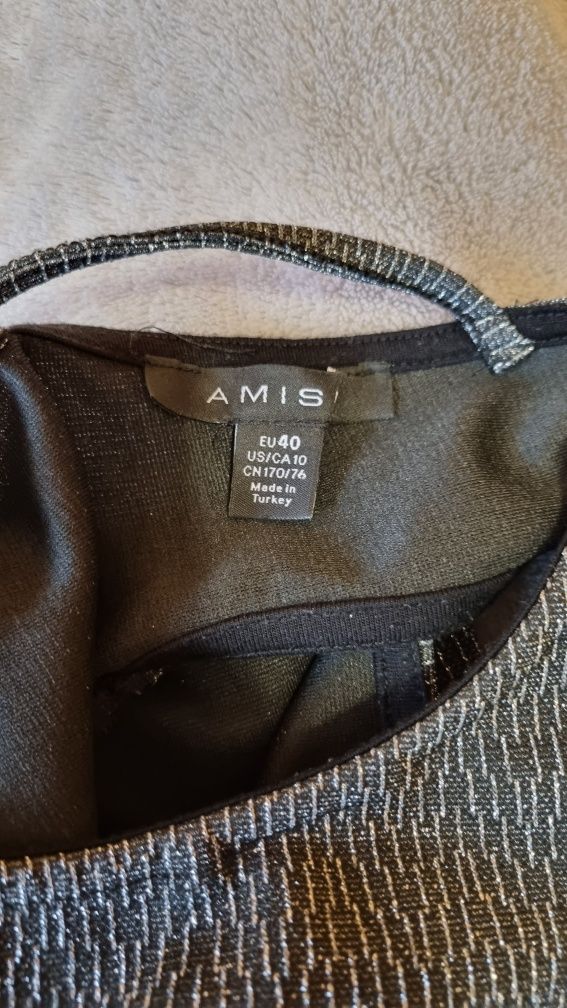 AMISU
EU 40
US/CA 10
CN 170/76
Made in
Turkey